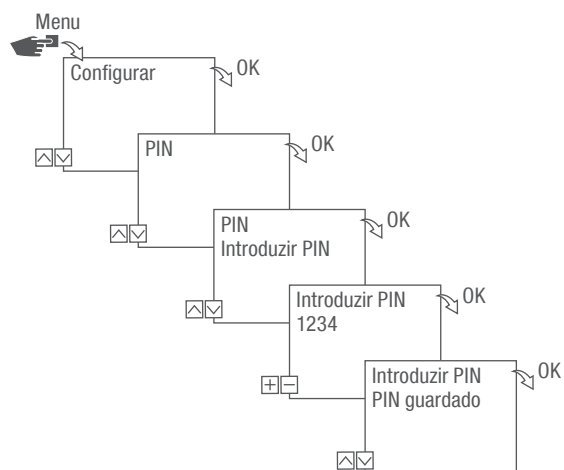 Menu
Configurar
OK
PIN
OK
PIN
Introduzir PIN
OK
Introduzir PIN
1234
OK
Introduzir PIN
PIN guardado
OK